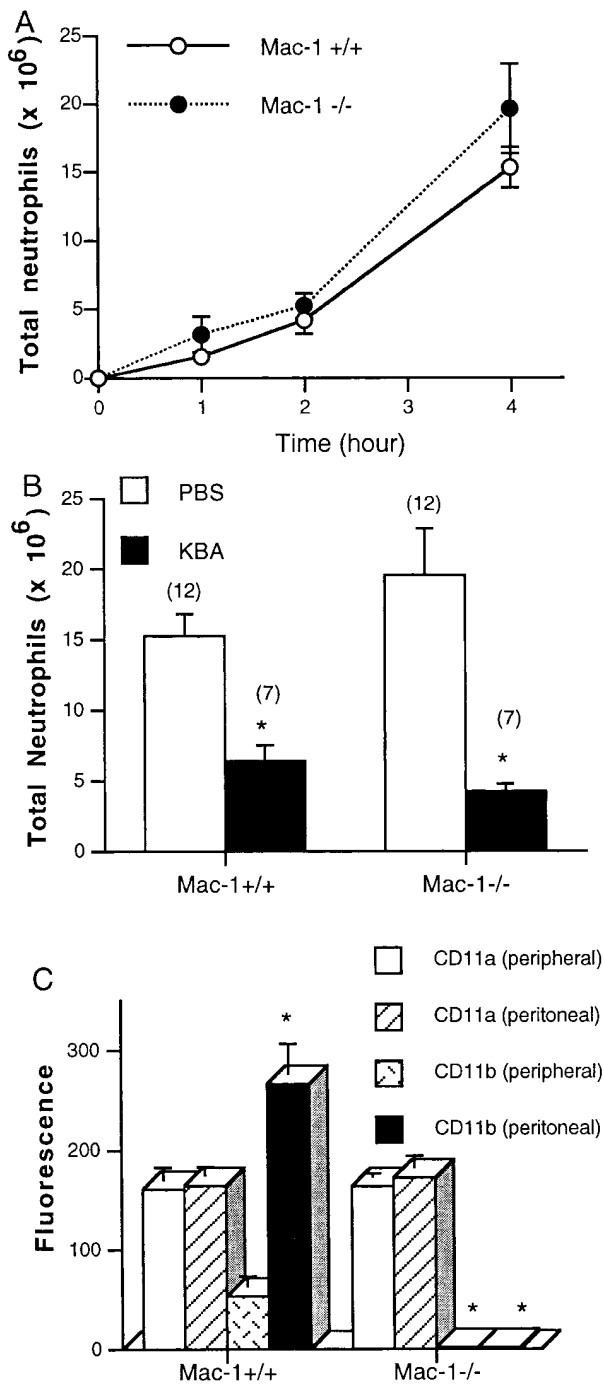 A
25
20
15
10
5
0
Total neutrophils (x 10⁶)
Mac-1 +/+
Mac-1 -/-
0 1 2 3 4
Time (hour)
B
PBS
KBA
25
20
15
10
5
0
Total Neutrophils (x 10⁶)
(12)
(7)
*
(12)
(7)
*
Mac-1+/+ Mac-1-/-
C
CD11a (peripheral)
CD11a (peritoneal)
CD11b (peripheral)
CD11b (peritoneal)
300
200
100
0
Fluorescence
*
* *
Mac-1+/+ Mac-1-/-